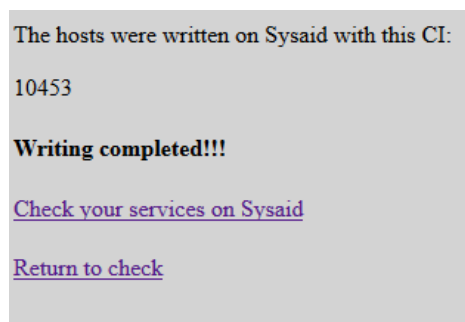 The hosts were written on Sysaid with this CI:
10453
Writing completed!!!
Check your services on Sysaid
Return to check